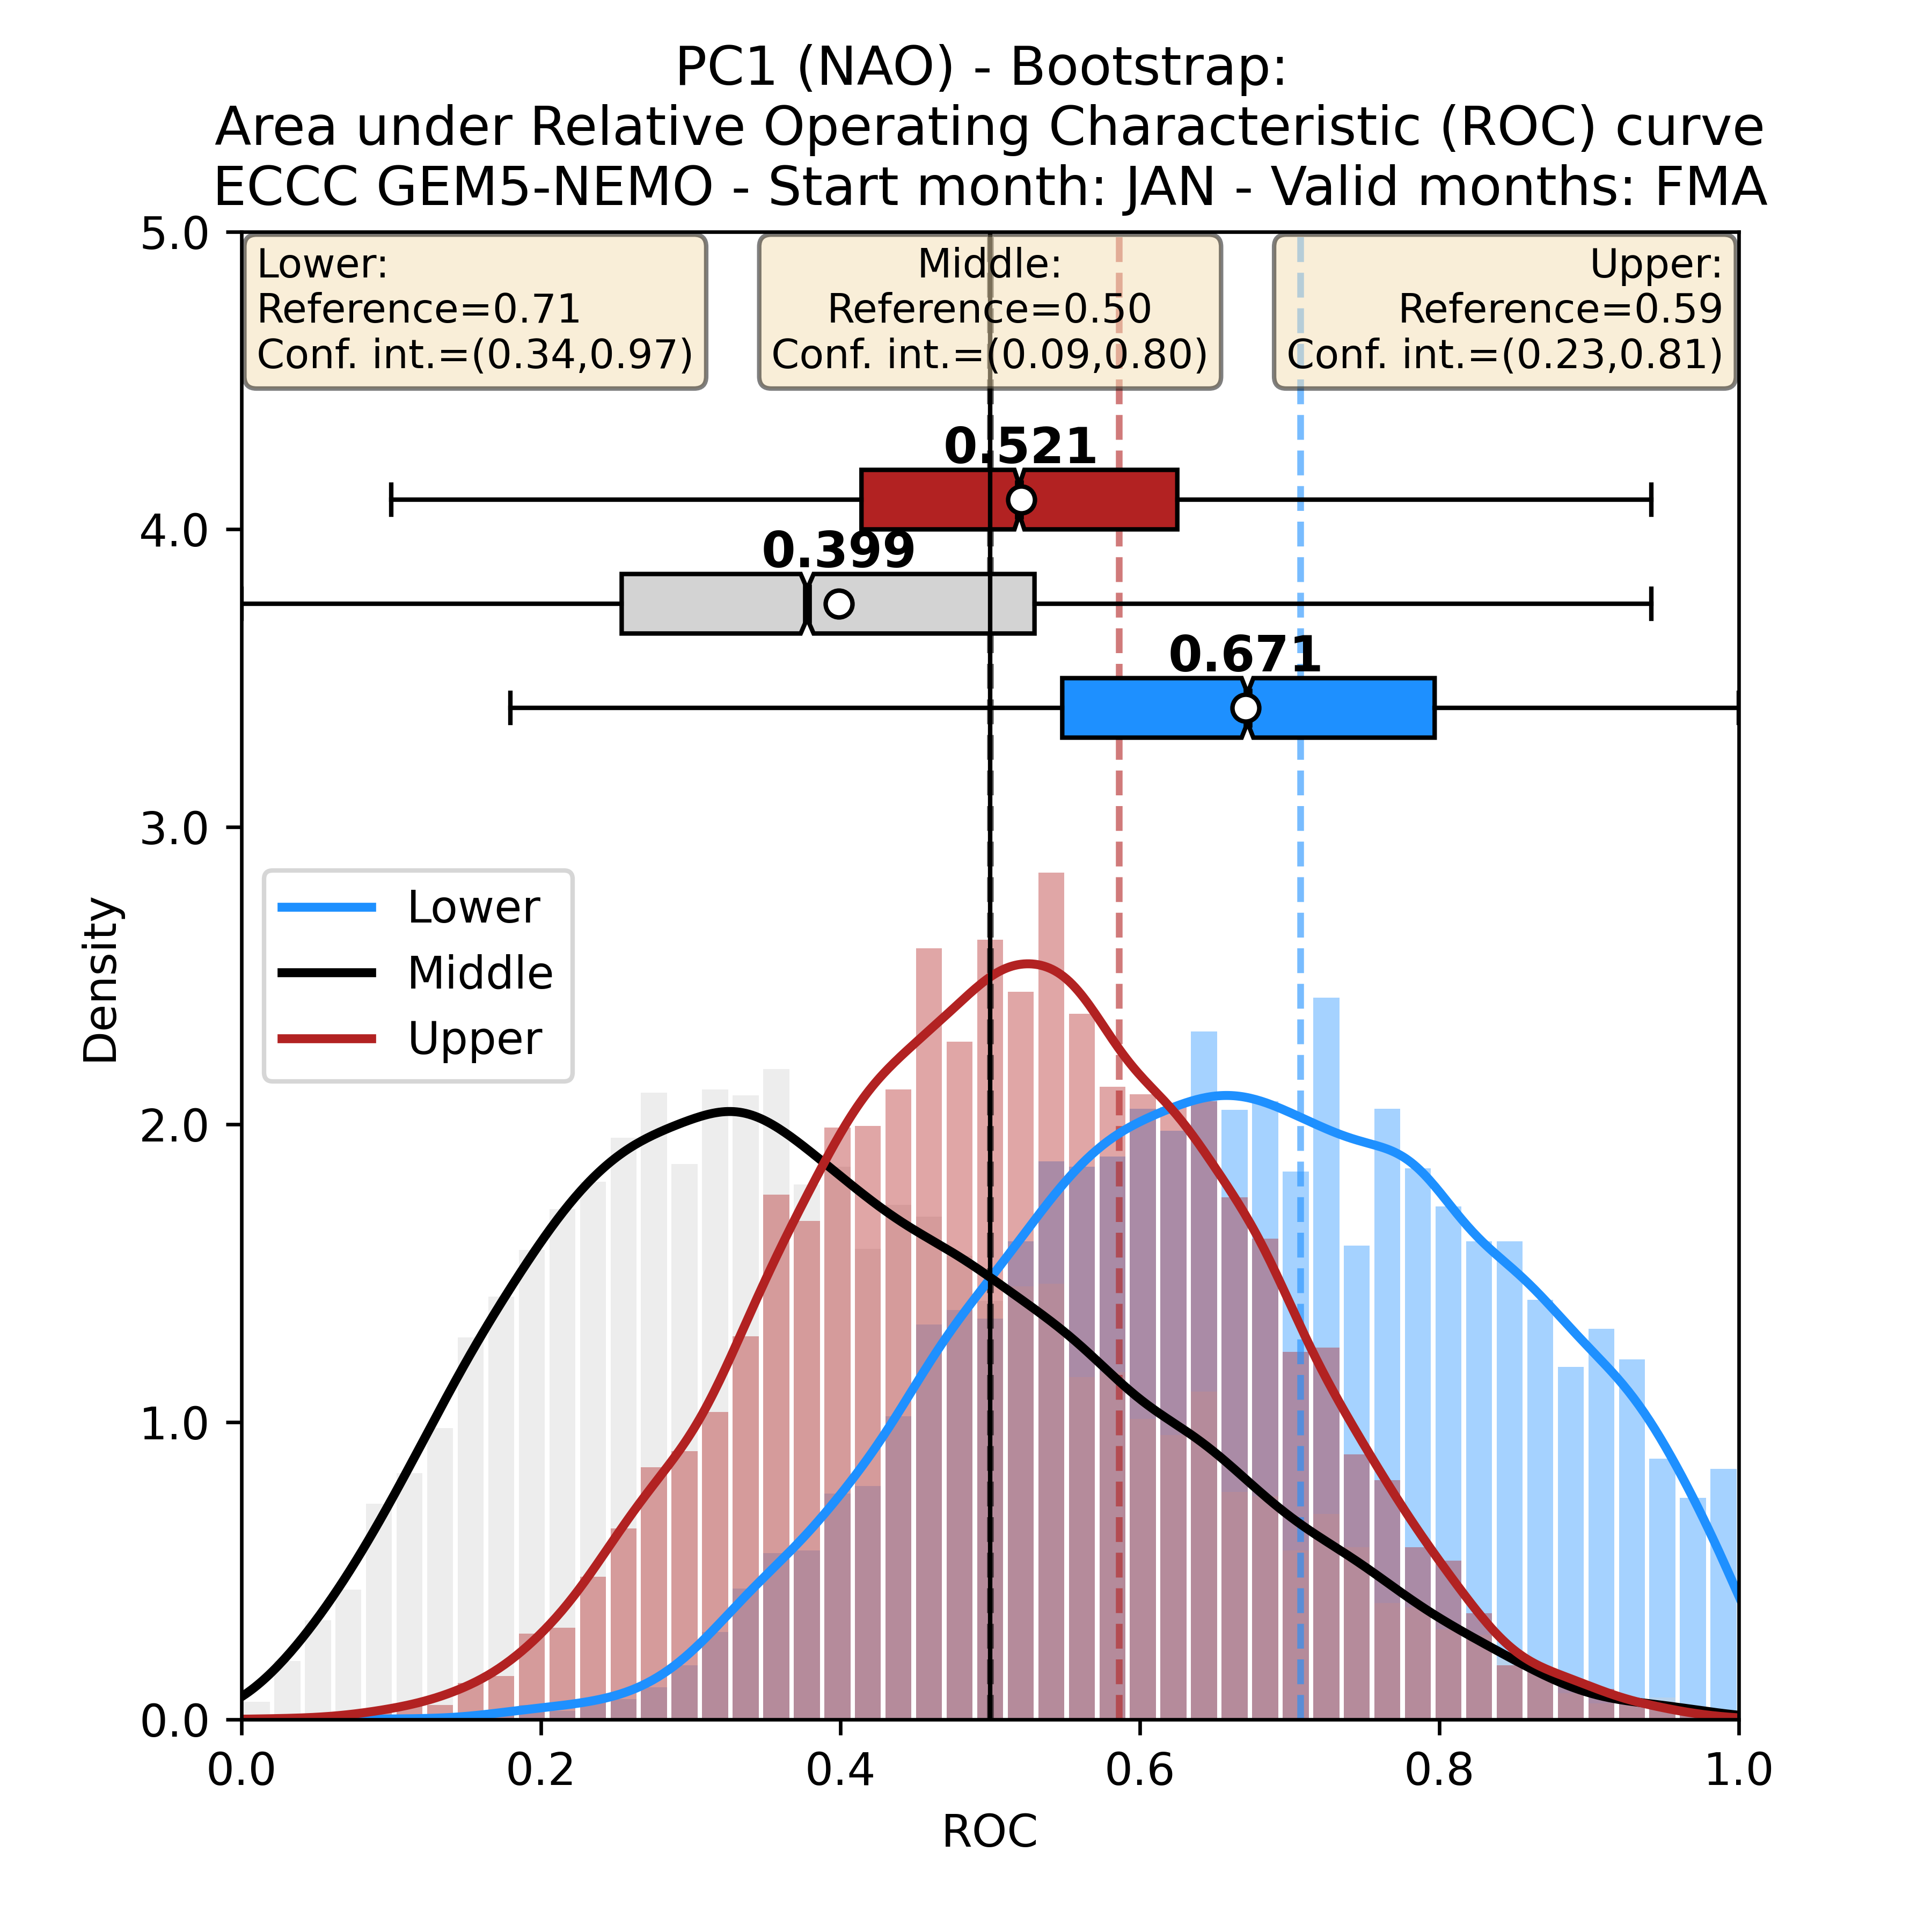 PC1 (NAO) - Bootstrap:
Area under Relative Operating Characteristic (ROC) curve
ECCC GEM5-NEMO - Start month: JAN - Valid months: FMA
Lower:
Reference=0.71
Conf. int.=(0.34,0.97)
Middle:
Reference=0.50
Conf. int.=(0.09,0.80)
Upper:
Reference=0.59
Conf. int.=(0.23,0.81)
0.521
0.399
0.671
Lower
Middle
Upper
Density
5.0
4.0
3.0
2.0
1.0
0.0
0.0 0.2 0.4 0.6 0.8 1.0
ROC